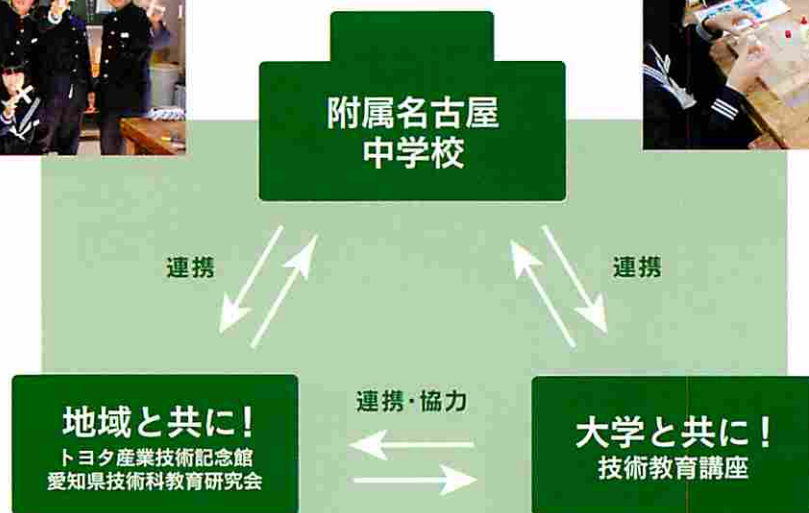 附属名古屋
中学校
連携
連携
地域と共に!
トヨタ産業技術記念館
愛知県技術科教育研究会
連携・協力
大学と共に!
技術教育講座